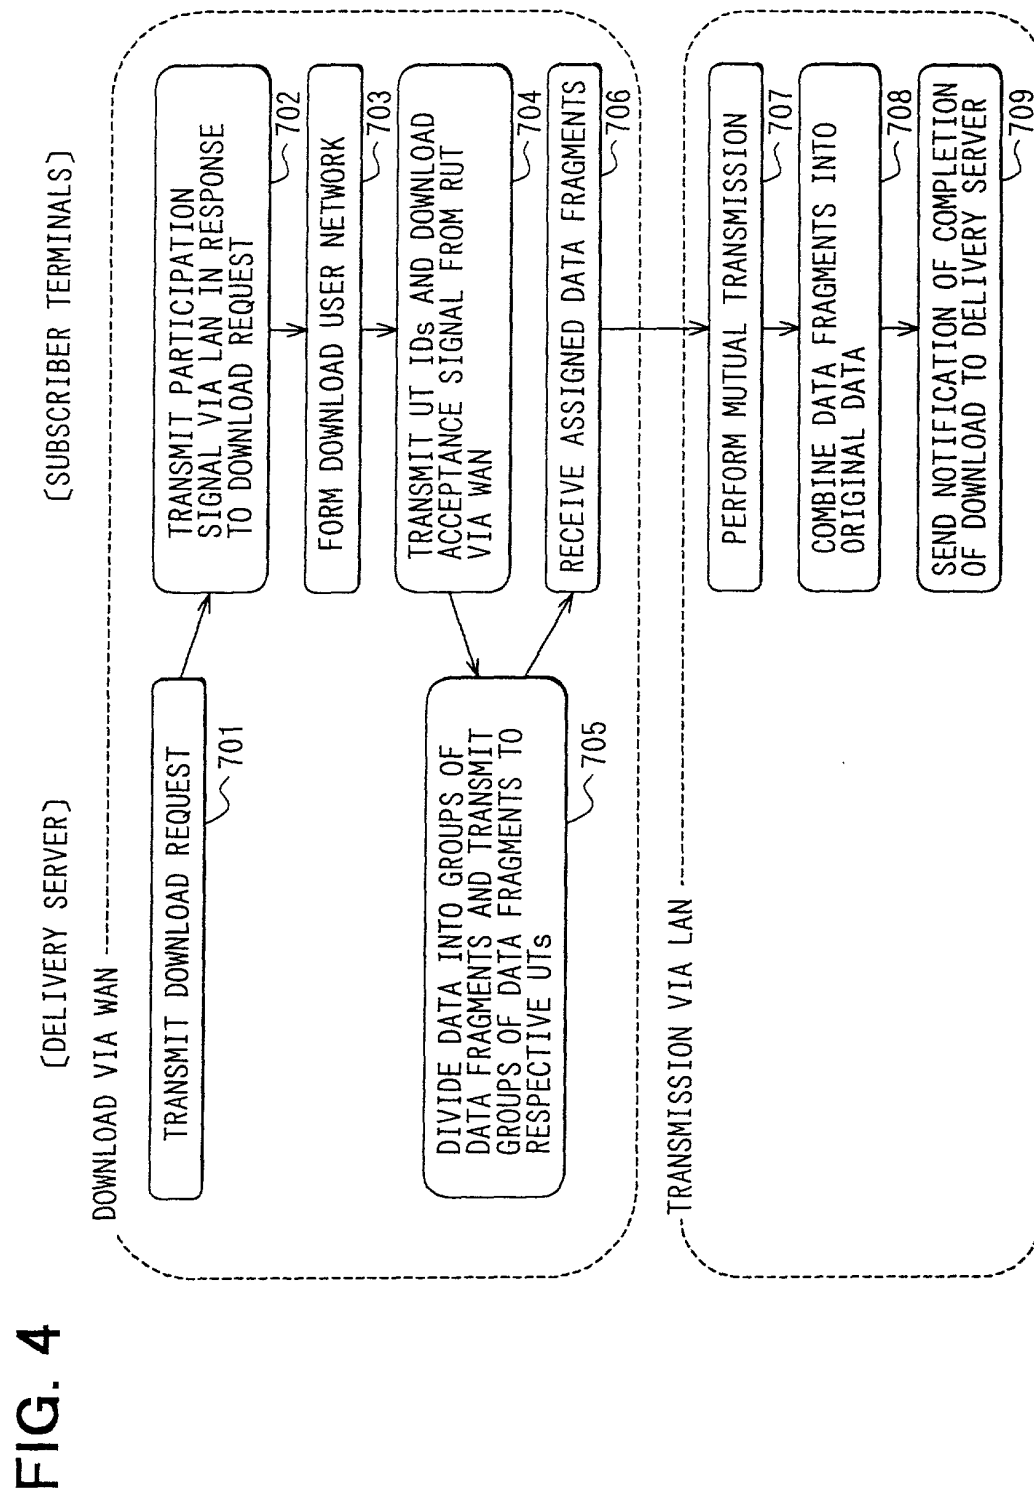 FIG. 4
(DELIVERY SERVER)
(SUBSCRIBER TERMINALS)
DOWNLOAD VIA WAN
TRANSMIT DOWNLOAD REQUEST
701
TRANSMIT PARTICIPATION
SIGNAL VIA LAN IN RESPONSE
TO DOWNLOAD REQUEST
702
FORM DOWNLOAD USER NETWORK
703
TRANSMIT UT IDs AND DOWNLOAD
ACCEPTANCE SIGNAL FROM RUT
VIA WAN
704
DIVIDE DATA INTO GROUPS OF
DATA FRAGMENTS AND TRANSMIT
GROUPS OF DATA FRAGMENTS TO
RESPECTIVE UTs
705
RECEIVE ASSIGNED DATA FRAGMENTS
706
TRANSMISSION VIA LAN
PERFORM MUTUAL TRANSMISSION
707
COMBINE DATA FRAGMENTS INTO
ORIGINAL DATA
708
SEND NOTIFICATION OF COMPLETION
OF DOWNLOAD TO DELIVERY SERVER
709